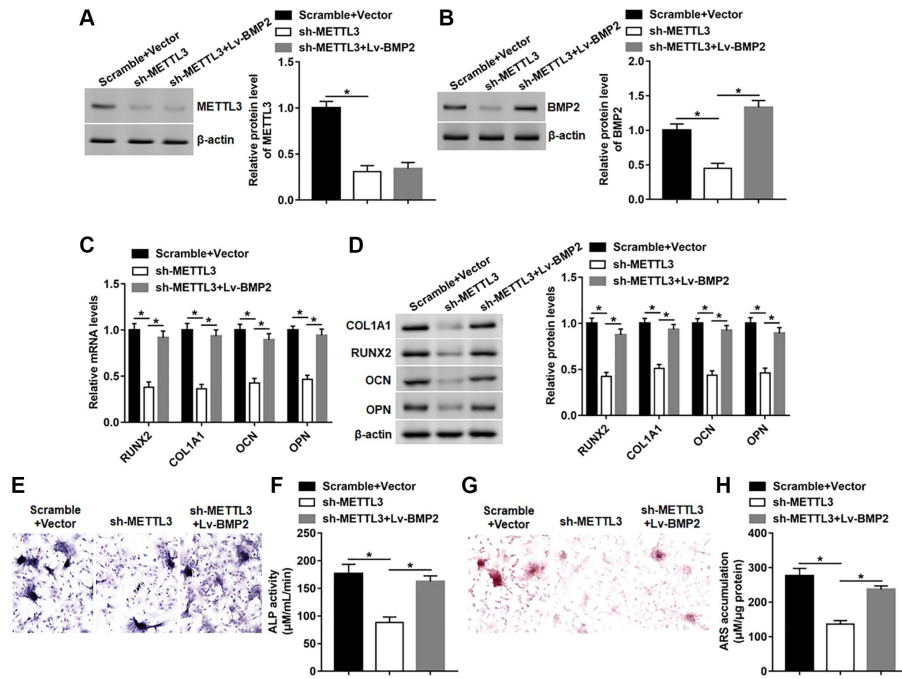 A
Scramble+Vector
sh-METTL3
sh-METTL3+Lv-BMP2
METTL3
β-actin
Scramble+Vector
sh-METTL3
sh-METTL3+Lv-BMP2
Relative protein level
of METTL3
1.5
1.0
0.5
0.0
*
B
Scramble+Vector
sh-METTL3
sh-METTL3+Lv-BMP2
BMP2
β-actin
Scramble+Vector
sh-METTL3
sh-METTL3+Lv-BMP2
Relative protein level
of BMP2
2.0
1.5
1.0
0.5
0.0
* *
C
Scramble+Vector
sh-METTL3
sh-METTL3+Lv-BMP2
Relative mRNA levels
1.5
1.0
0.5
0.0
* * * * * * * *
RUNX2 COL1A1 OCN OPN
D
Scramble+Vector
sh-METTL3
sh-METTL3+Lv-BMP2
COL1A1
RUNX2
OCN
OPN
β-actin
Scramble+Vector
sh-METTL3
sh-METTL3+Lv-BMP2
Relative protein levels
1.5
1.0
0.5
0.0
* * * * * * * *
RUNX2 COL1A1 OCN OPN
E
Scramble
+Vector
sh-METTL3
sh-METTL3
+Lv-BMP2
F
Scramble+Vector
sh-METTL3
sh-METTL3+Lv-BMP2
ALP activity
(μM/mL/min)
250
200
150
100
50
0
* *
G
Scramble
+Vector
sh-METTL3
sh-METTL3
+Lv-BMP2
H
Scramble+Vector
sh-METTL3
sh-METTL3+Lv-BMP2
ARS accumulation
(μM/μg protein)
400
300
200
100
0
* *